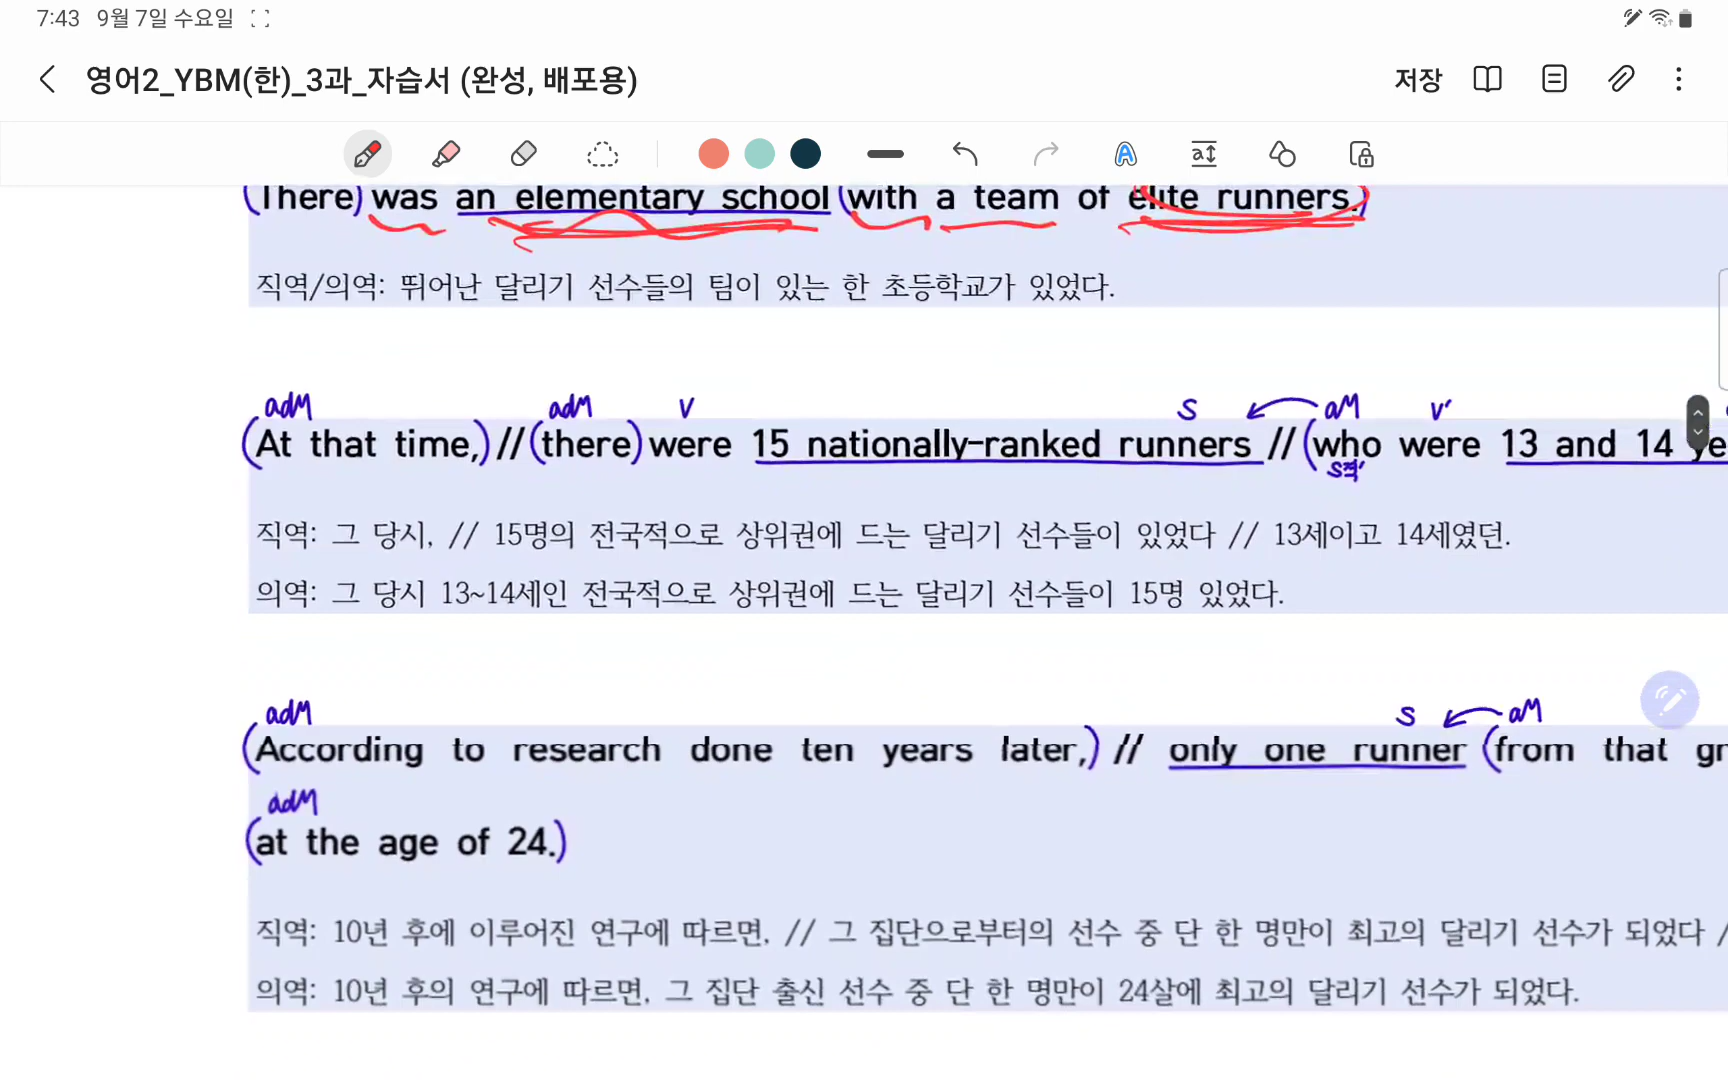 7:43 9월 7일 수요일
영어2_YBM(한)_3과_자습서 (완성, 배포용)
저장
(There) was an elementary school (with a team of elite runners.)
직역/의역: 뛰어난 달리기 선수들의 팀이 있는 한 초등학교가 있었다.
adM adM V S aM V'
(At that time,) // (there) were 15 nationally-ranked runners // (who were 13 and 14 ye
S격'
직역: 그 당시, // 15명의 전국적으로 상위권에 드는 달리기 선수들이 있었다 // 13세이고 14세였던.
의역: 그 당시 13~14세인 전국적으로 상위권에 드는 달리기 선수들이 15명 있었다.
adM S aM
(According to research done ten years later,) // only one runner (from that gr
adM
(at the age of 24.)
직역: 10년 후에 이루어진 연구에 따르면, // 그 집단으로부터의 선수 중 단 한 명만이 최고의 달리기 선수가 되었다 /
의역: 10년 후의 연구에 따르면, 그 집단 출신 선수 중 단 한 명만이 24살에 최고의 달리기 선수가 되었다.